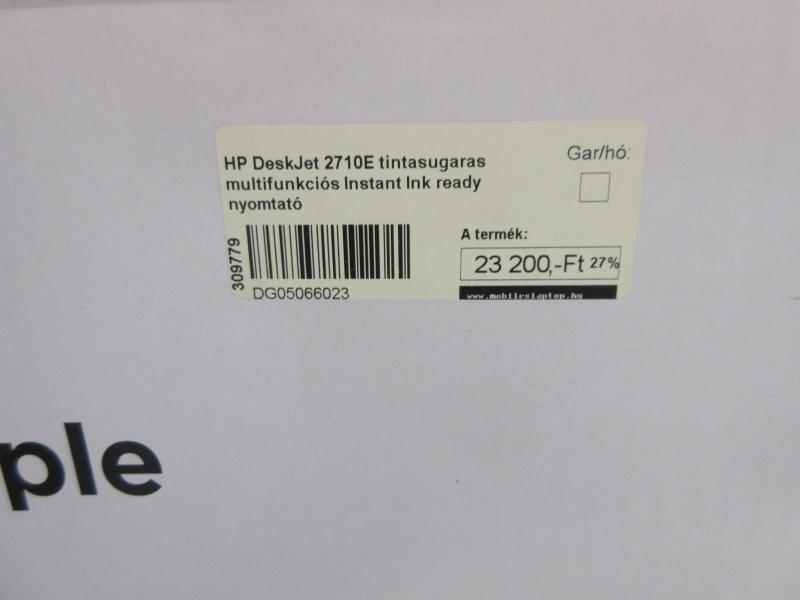 HP DeskJet 2710E tintasugaras
multifunkciós Instant Ink ready
nyomtató
Gar/hó:
A termék:
23 200,-Ft 27%
309779
DG05066023
www.mobileslaptop.hu
ple